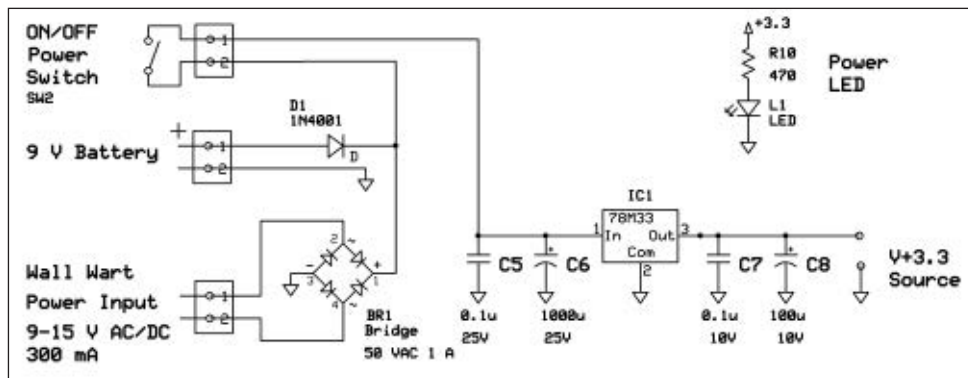 ON/OFF
Power
Switch
SW2
1
2
D1
1N4001
D
+
9 V Battery
1
2
Wall Wart
Power Input
9-15 V AC/DC
300 mA
1
2
2
~
-
+
3
1
4
~
BR1
Bridge
50 VAC 1 A
+3.3
R10
470
Power
LED
L1
LED
IC1
78M33
1 In Out 3
Com
2
C5
+
C6
C7
+
C8
0.1u
25V
1000u
25V
0.1u
10V
100u
10V
V+3.3
Source